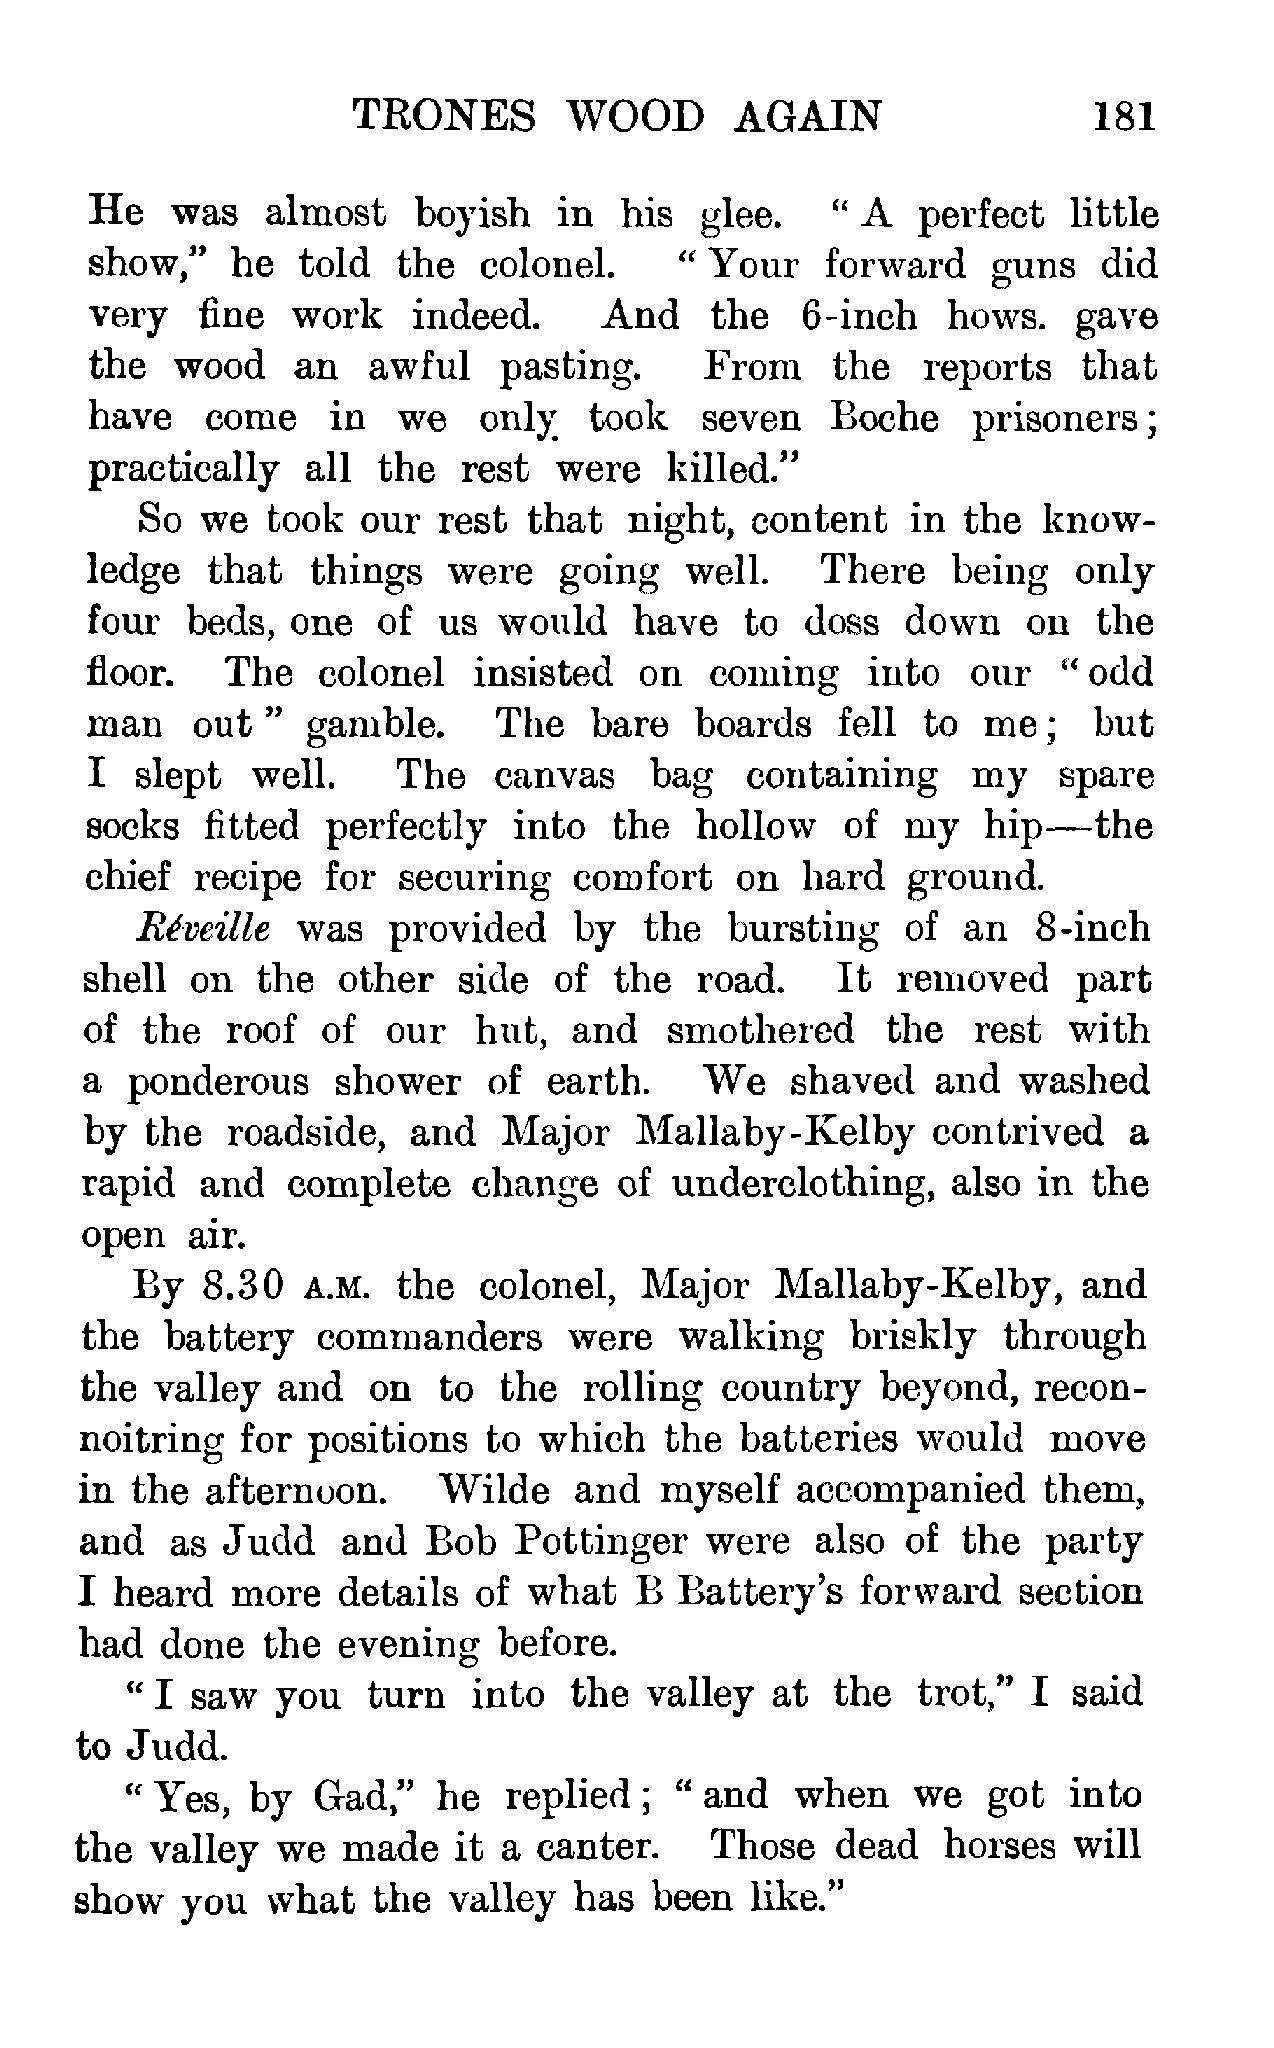 TRONES WOOD AGAIN 181
He was almost boyish in his glee. “ A perfect little
show,” he told the colonel. “ Your forward guns did
very fine work indeed. And the 6-inch hows. gave
the wood an awful pasting. From the reports that
have come in we only took seven Boche prisoners ;
practically all the rest were killed.”
So we took our rest that night, content in the know-
ledge that things were going well. There being only
four beds, one of us would have to doss down on the
floor. The colonel insisted on coming into our “ odd
man out ” gamble. The bare boards fell to me ; but
I slept well. The canvas bag containing my spare
socks fitted perfectly into the hollow of my hip—the
chief recipe for securing comfort on hard ground.
Réveille was provided by the bursting of an 8-inch
shell on the other side of the road. It removed part
of the roof of our hut, and smothered the rest with
a ponderous shower of earth. We shaved and washed
by the roadside, and Major Mallaby-Kelby contrived a
rapid and complete change of underclothing, also in the
open air.
By 8.30 A.M. the colonel, Major Mallaby-Kelby, and
the battery commanders were walking briskly through
the valley and on to the rolling country beyond, recon-
noitring for positions to which the batteries would move
in the afternoon. Wilde and myself accompanied them,
and as Judd and Bob Pottinger were also of the party
I heard more details of what B Battery’s forward section
had done the evening before.
“ I saw you turn into the valley at the trot,” I said
to Judd.
“ Yes, by Gad,” he replied ; “ and when we got into
the valley we made it a canter. Those dead horses will
show you what the valley has been like.”